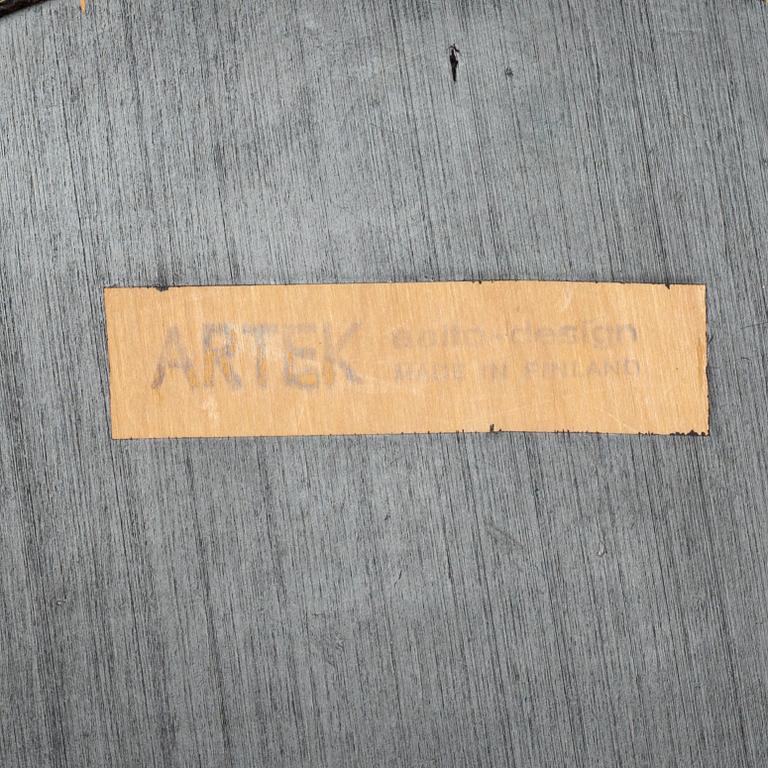 ARTEK
aalto-design
MADE IN FINLAND